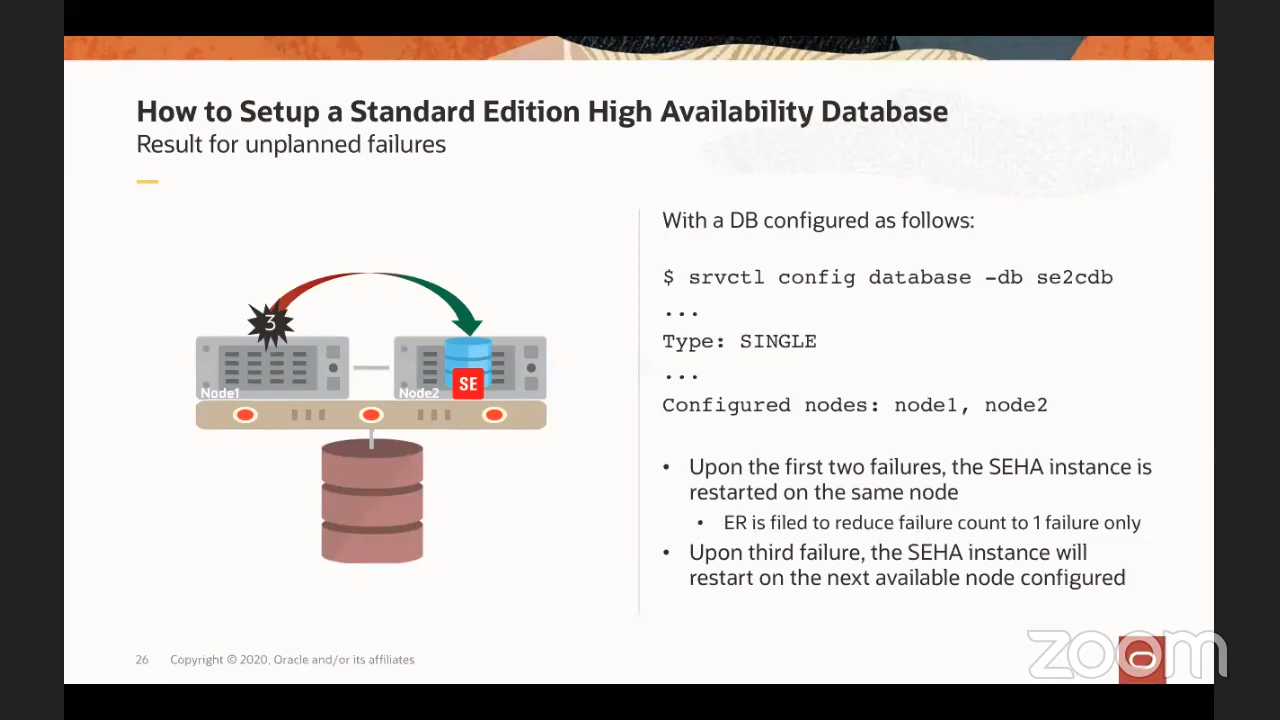 How to Setup a Standard Edition High Availability Database
Result for unplanned failures
3
Node1
Node2
SE
With a DB configured as follows:
$ srvctl config database -db se2cdb
...
Type: SINGLE
...
Configured nodes: node1, node2
• Upon the first two failures, the SEHA instance is
restarted on the same node
• ER is filed to reduce failure count to 1 failure only
• Upon third failure, the SEHA instance will
restart on the next available node configured
26 Copyright © 2020, Oracle and/or its affiliates
zoom